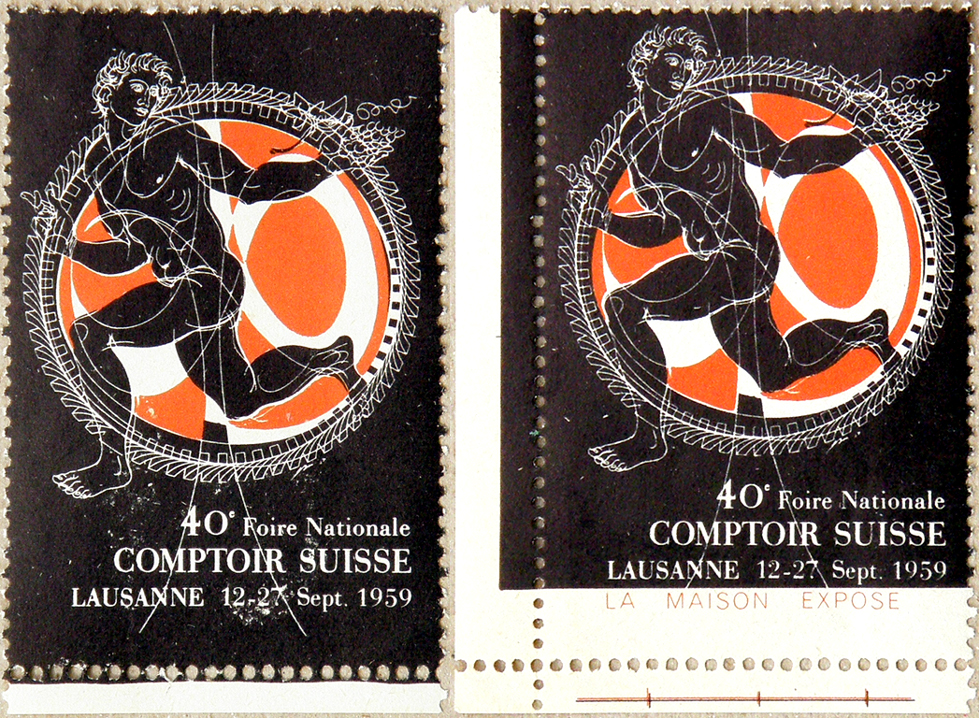 40e Foire Nationale
COMPTOIR SUISSE
LAUSANNE 12-27 Sept. 1959
40e Foire Nationale
COMPTOIR SUISSE
LAUSANNE 12-27 Sept. 1959
LA MAISON EXPOSE